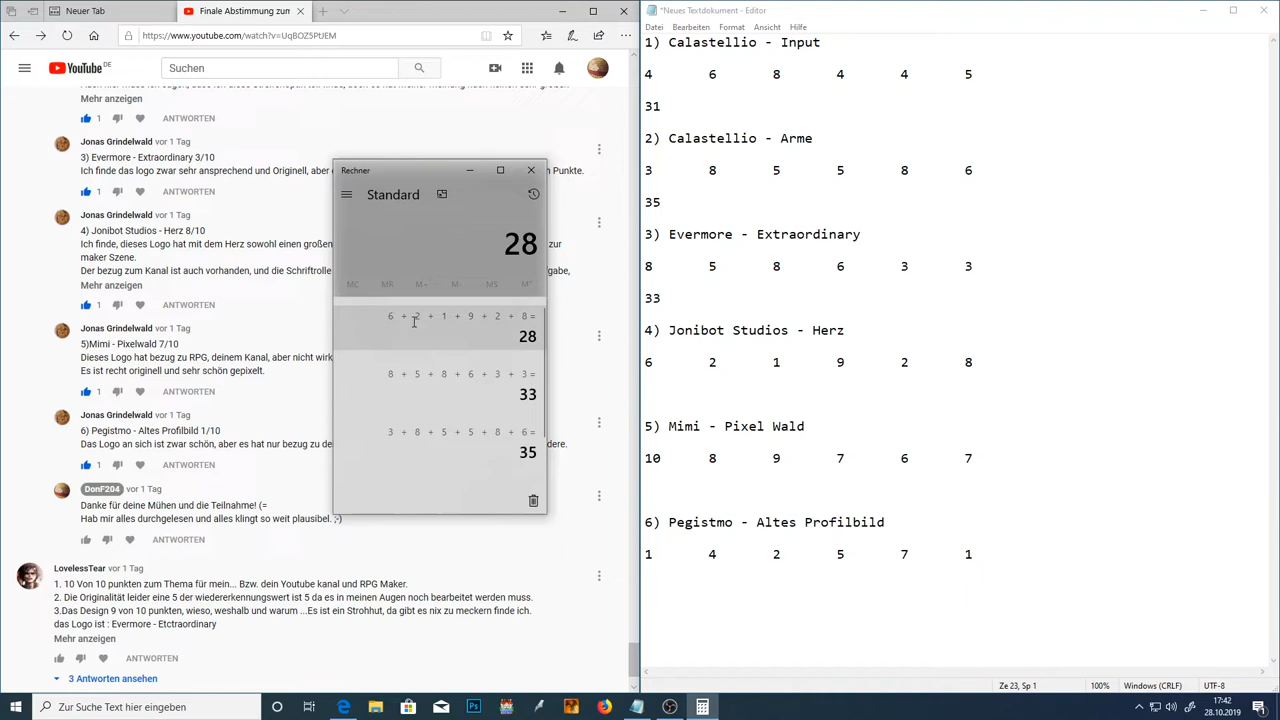 Neuer Tab
Finale Abstimmung zum
https://www.youtube.com/watch?v=UqBOZ5PtJEM
YouTube DE
Suchen
Mehr anzeigen
1 ANTWORTEN
Jonas Grindelwald vor 1 Tag
3) Evermore - Extraordinary 3/10
Ich finde das logo zwar sehr ansprechend und Originell, aber
Punkte.
1 ANTWORTEN
Jonas Grindelwald vor 1 Tag
4) Jonibot Studios - Herz 8/10
Ich finde, dieses Logo hat mit dem Herz sowohl einen großen
zur
maker Szene.
Der bezug zum Kanal ist auch vorhanden, und die Schriftrolle
fgabe,
Mehr anzeigen
1 ANTWORTEN
Jonas Grindelwald vor 1 Tag
5)Mimi - Pixelwald 7/10
Dieses Logo hat bezug zu RPG, deinem Kanal, aber nicht wirk
Es ist recht originell und sehr schön gepixelt.
1 ANTWORTEN
Jonas Grindelwald vor 1 Tag
6) Pegistmo - Altes Profilbild 1/10
Das Logo an sich ist zwar schön, aber es hat nur bezug zu de
dere.
1 ANTWORTEN
DonF204 vor 1 Tag
Danke für deine Mühen und die Teilnahme! (=
Hab mir alles durchgelesen und alles klingt so weit plausibel. ;-)
ANTWORTEN
LovelessTear vor 1 Tag
1. 10 Von 10 punkten zum Thema für mein... Bzw. dein Youtube kanal und RPG Maker.
2. Die Originalität leider eine 5 der wiedererkennungswert ist 5 da es in meinen Augen noch bearbeitet werden muss.
3.Das Design 9 von 10 punkten, wieso, weshalb und warum ...Es ist ein Strohhut, da gibt es nix zu meckern finde ich.
das Logo ist : Evermore - Etctraordinary
Mehr anzeigen
ANTWORTEN
3 Antworten ansehen
Rechner
Standard
28
MC MR M+ M- MS M˅
6 + 2 + 1 + 9 + 2 + 8 =
28
8 + 5 + 8 + 6 + 3 + 3 =
33
3 + 8 + 5 + 5 + 8 + 6 =
35
*Neues Textdokument - Editor
Datei Bearbeiten Format Ansicht Hilfe
1) Calastellio - Input
4 6 8 4 4 5
31
2) Calastellio - Arme
3 8 5 5 8 6
35
3) Evermore - Extraordinary
8 5 8 6 3 3
33
4) Jonibot Studios - Herz
6 2 1 9 2 8
5) Mimi - Pixel Wald
10 8 9 7 6 7
6) Pegistmo - Altes Profilbild
1 4 2 5 7 1
Ze 23, Sp 1 100% Windows (CRLF) UTF-8
Zur Suche Text hier eingeben
Ps
17:42
28.10.2019
1